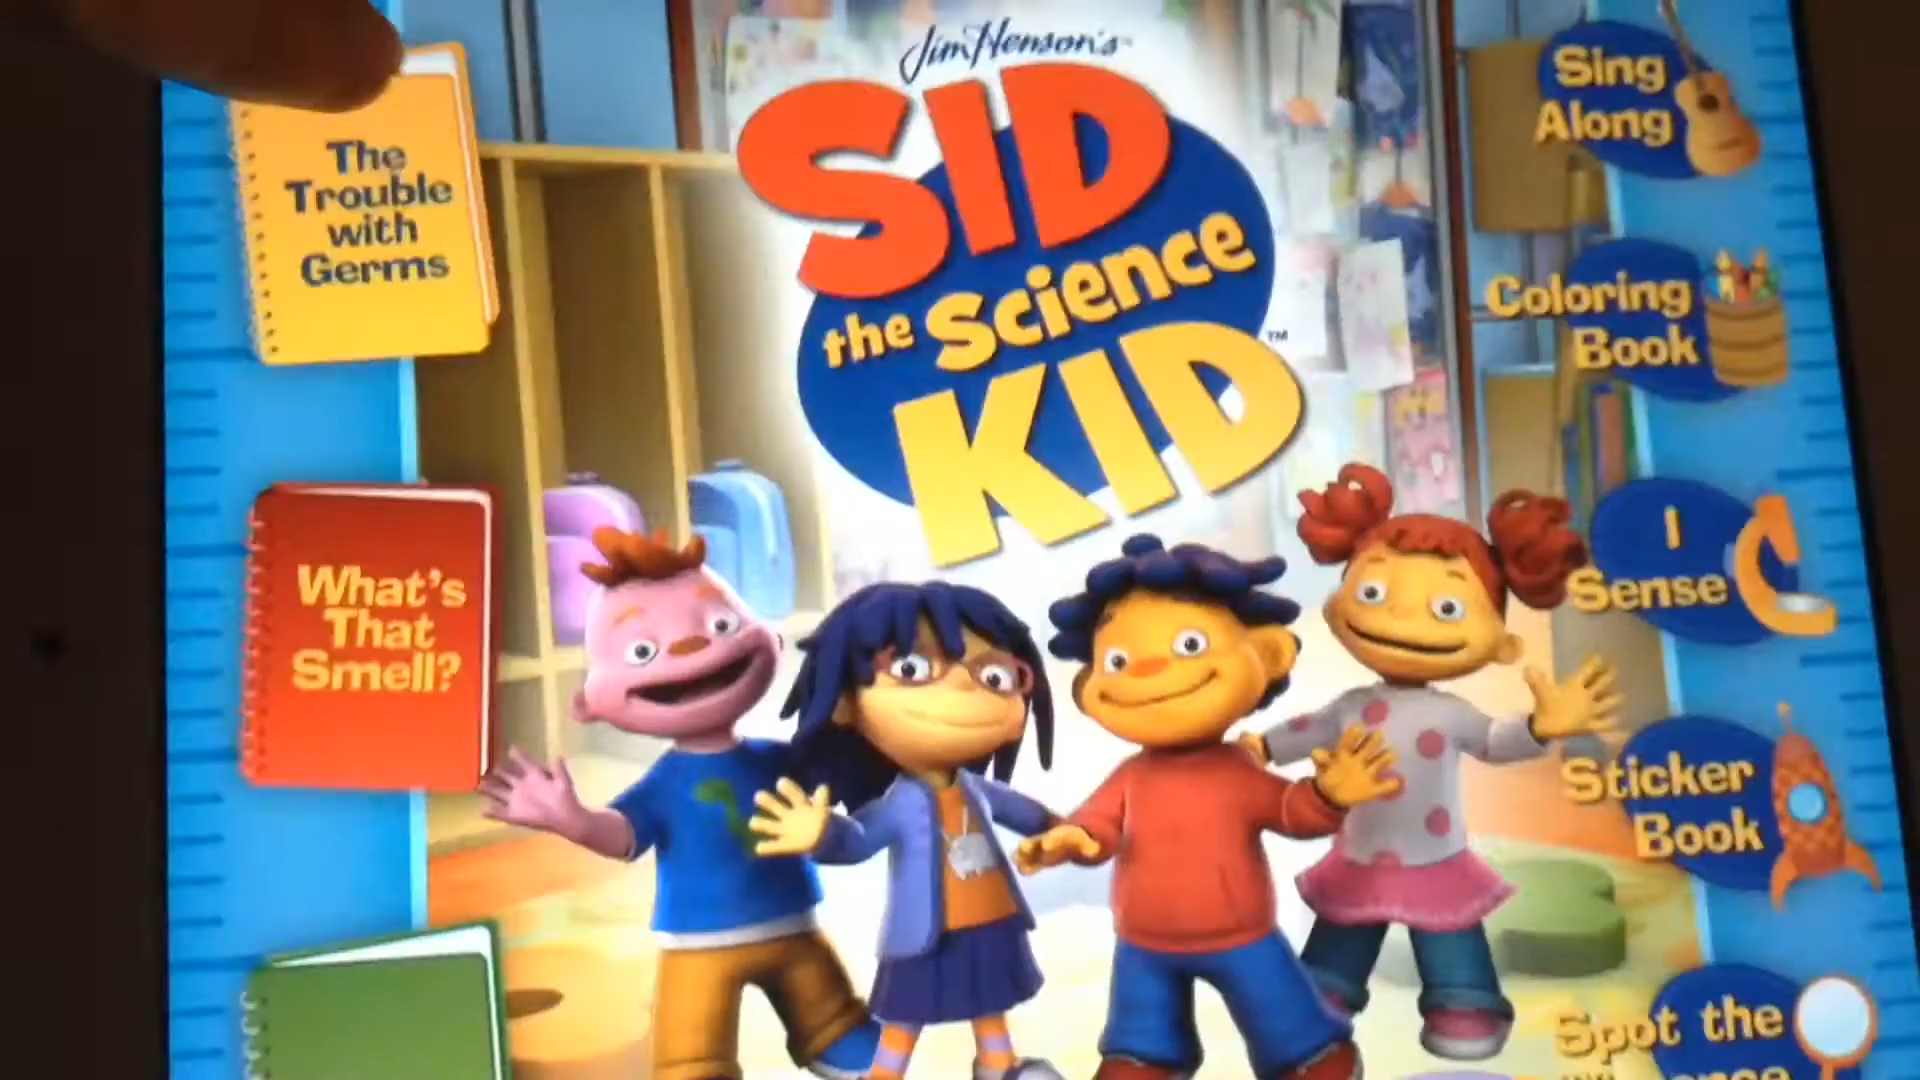 Jim Henson's
SID
the Science
KID
TM
The
Trouble
with
Germs
What's
That
Smell?
Sing
Along
Coloring
Book
I
Sense
Sticker
Book
Spot the